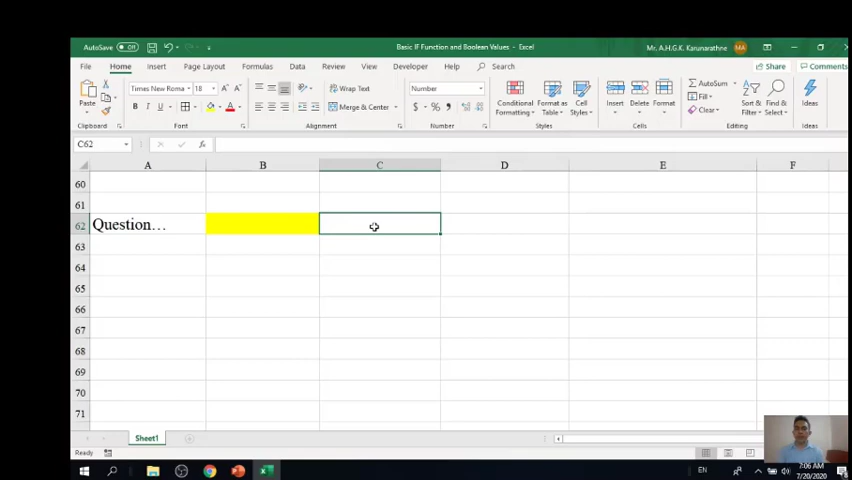 AutoSave Off Basic IF Function and Boolean Values - Excel Mr, A.H.G.K. Karunarathne MA
File Home Insert Page Layout Formulas Data Review View Developer Help Search Share Comments
Times New Roma 18 A A Wrap Text Number AutoSum
Paste B I U A Merge & Center $ % Conditional Formatting Format as Table Cell Styles Insert Delete Format Fill Clear Sort & Filter Find & Select Ideas
Clipboard Font Alignment Number Styles Cells Editing Ideas
C62 fx
A B C D E F
60
61
62 Question…
63
64
65
66
67
68
69
70
71
Sheet1
Ready
EN 7:06 AM
7/20/2020